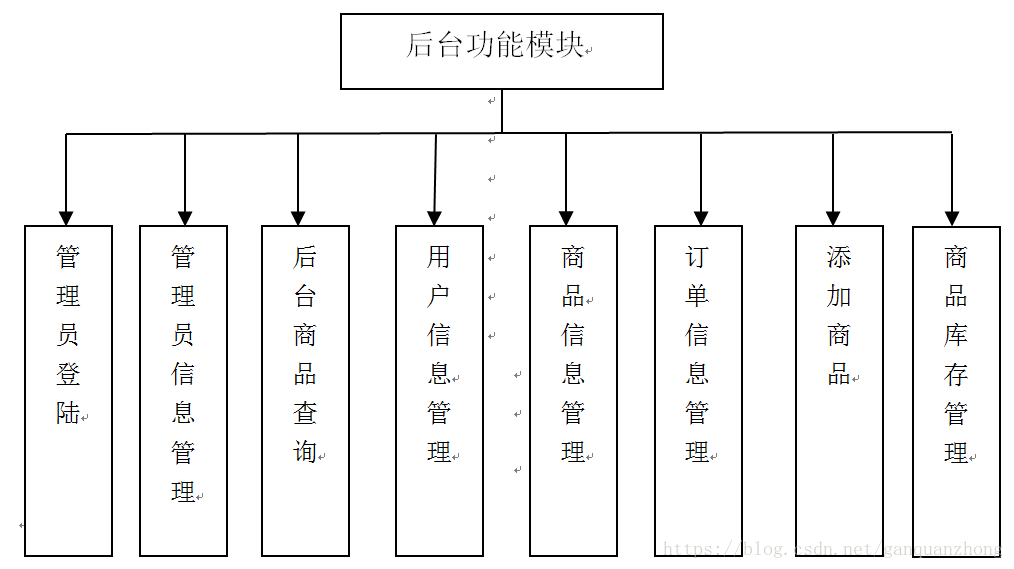 后台功能模块
管理员登陆
管理员信息管理
后台商品查询
用户信息管理
商品信息管理
订单信息管理
添加商品
商品库存管理
https://blog.csdn.net/ganquanzhong